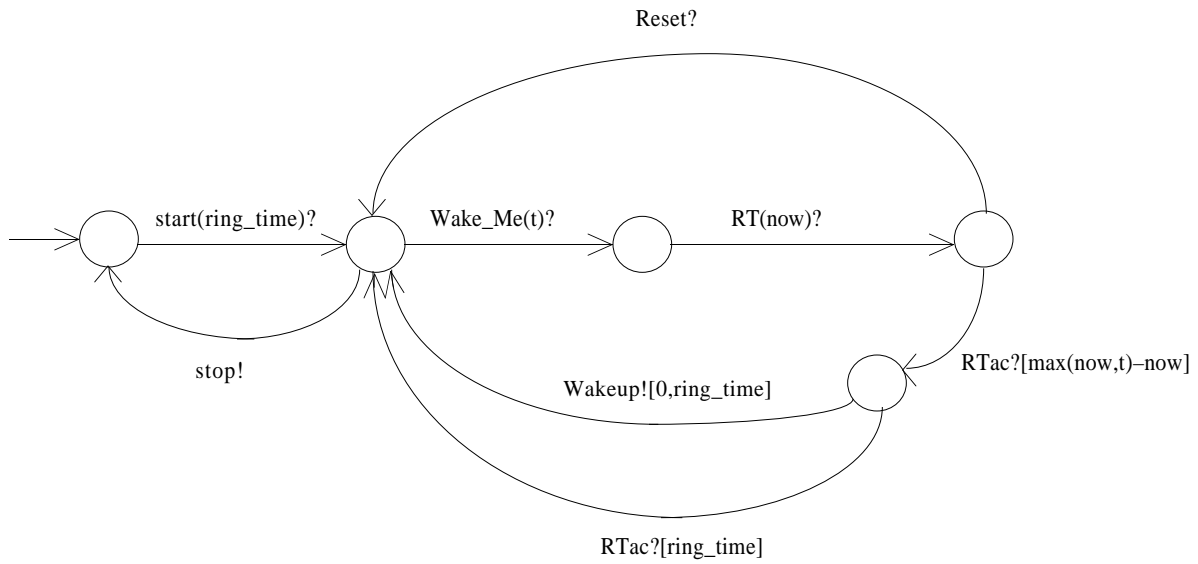 Reset?
start(ring_time)?
Wake_Me(t)?
RT(now)?
stop!
RTac?[max(now,t)–now]
Wakeup![0,ring_time]
RTac?[ring_time]